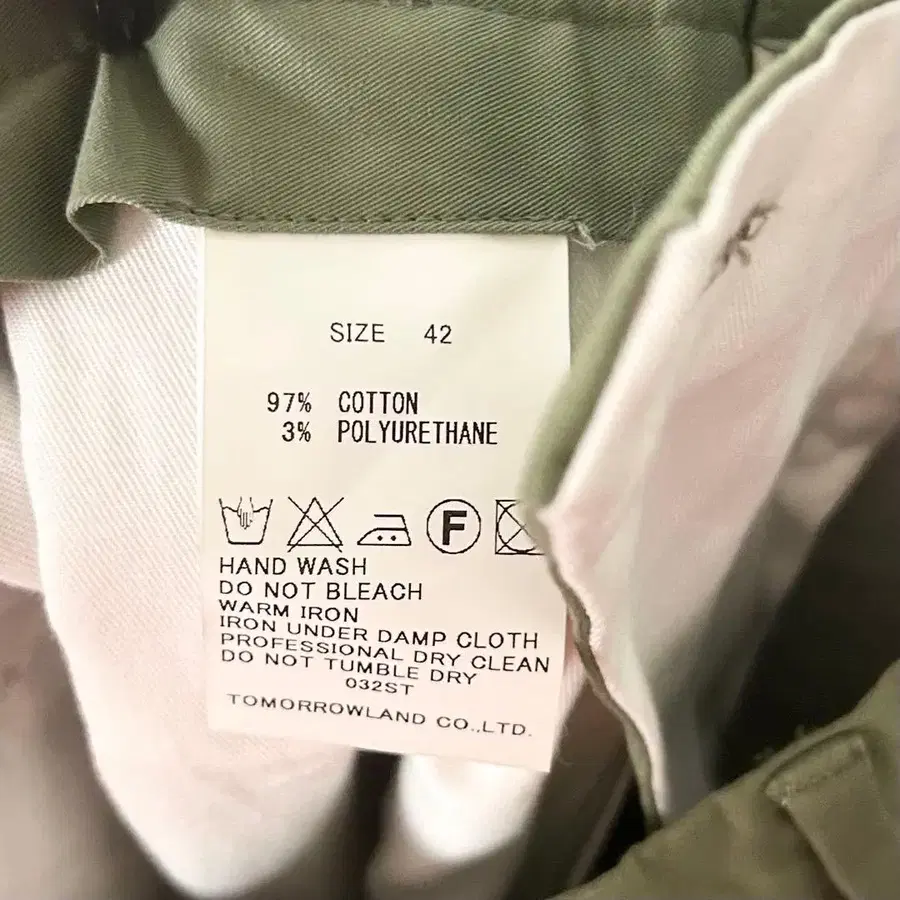 SIZE 42
97% COTTON
3% POLYURETHANE
F
HAND WASH
DO NOT BLEACH
WARM IRON
IRON UNDER DAMP CLOTH
PROFESSIONAL DRY CLEAN
DO NOT TUMBLE DRY
032ST
TOMORROWLAND CO.,LTD.